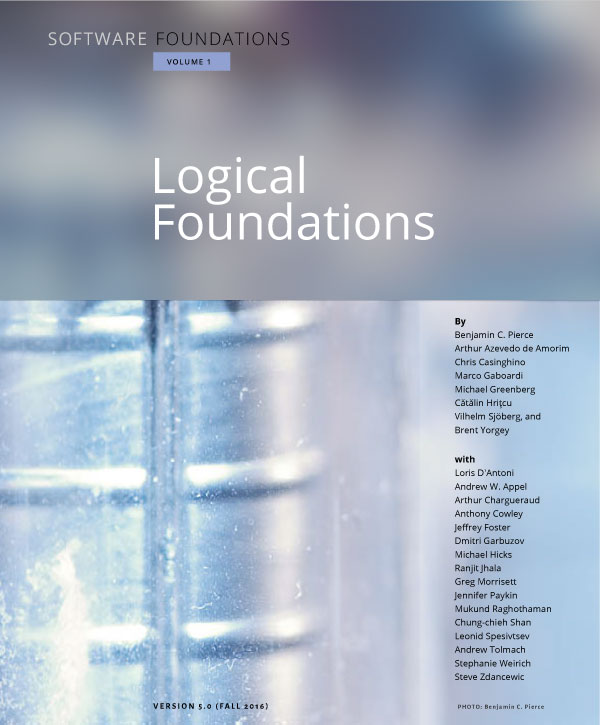 SOFTWARE FOUNDATIONS
VOLUME 1
Logical
Foundations
By
Benjamin C. Pierce
Arthur Azevedo de Amorim
Chris Casinghino
Marco Gaboardi
Michael Greenberg
Cătălin Hriţcu
Vilhelm Sjöberg, and
Brent Yorgey
with
Loris D'Antoni
Andrew W. Appel
Arthur Chargueraud
Anthony Cowley
Jeffrey Foster
Dmitri Garbuzov
Michael Hicks
Ranjit Jhala
Greg Morrisett
Jennifer Paykin
Mukund Raghothaman
Chung-chieh Shan
Leonid Spesivtsev
Andrew Tolmach
Stephanie Weirich
Steve Zdancewic
VERSION 5.0 (FALL 2016)
PHOTO: Benjamin C. Pierce